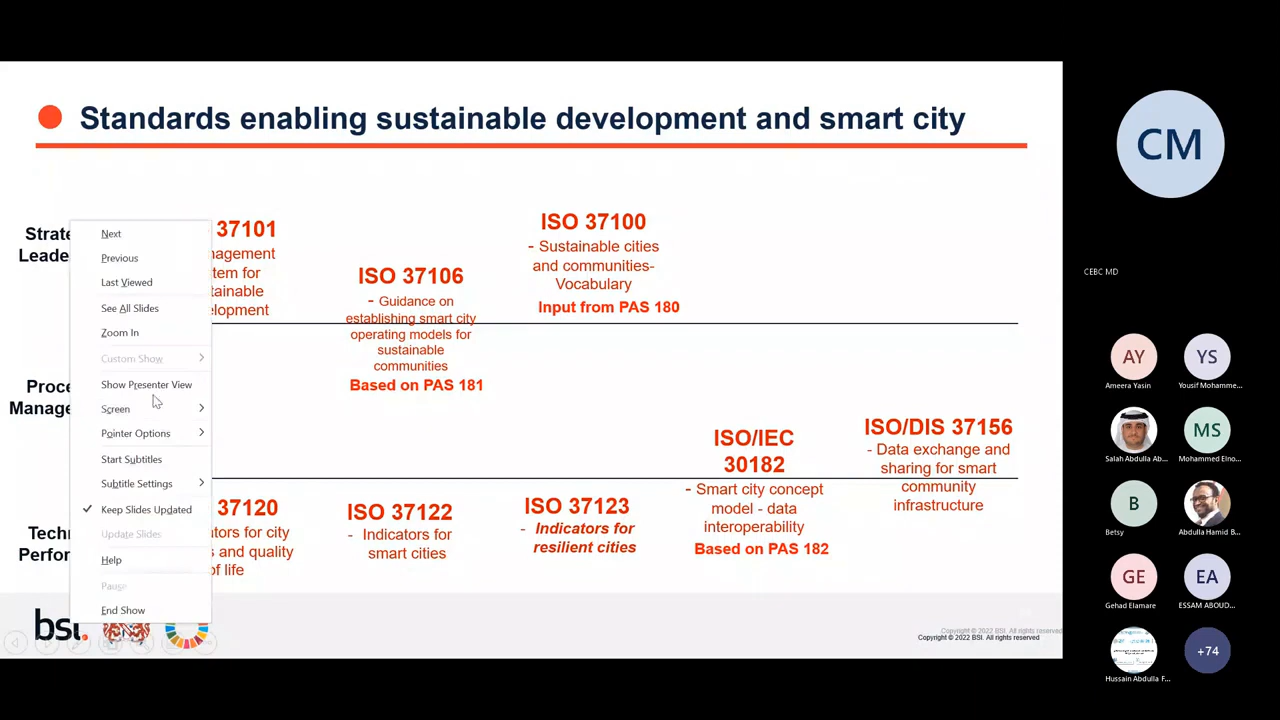 Standards enabling sustainable development and smart city
CM
CEBC MD
Strate
Leade
37101
nagement
tem for
tainable
elopment
ISO 37106
- Guidance on
establishing smart city
operating models for
sustainable
communities
Based on PAS 181
ISO 37100
- Sustainable cities
and communities-
Vocabulary
Input from PAS 180
Next
Previous
Last Viewed
See All Slides
Zoom In
Custom Show
Show Presenter View
Screen
Pointer Options
Start Subtitles
Subtitle Settings
Keep Slides Updated
Update Slides
Help
Pause
End Show
Proce
Manage
ISO/IEC
30182
- Smart city concept
model - data
interoperability
Based on PAS 182
ISO/DIS 37156
- Data exchange and
sharing for smart
community
infrastructure
Techn
Perfor
37120
tors for city
s and quality
of life
ISO 37122
- Indicators for
smart cities
ISO 37123
- Indicators for
resilient cities
bsi.
Copyright © 2022 BSI. All rights reserved
Copyright © 2022 BSI. All rights reserved
AY
Ameera Yasin
YS
Yousif Mohamme...
Salah Abdulla Ab...
MS
Mohammed Elno...
B
Betsy
Abdulla Hamid B...
GE
Gehad Elamare
EA
ESSAM ABOUD...
Hussain Abdulla F...
+74